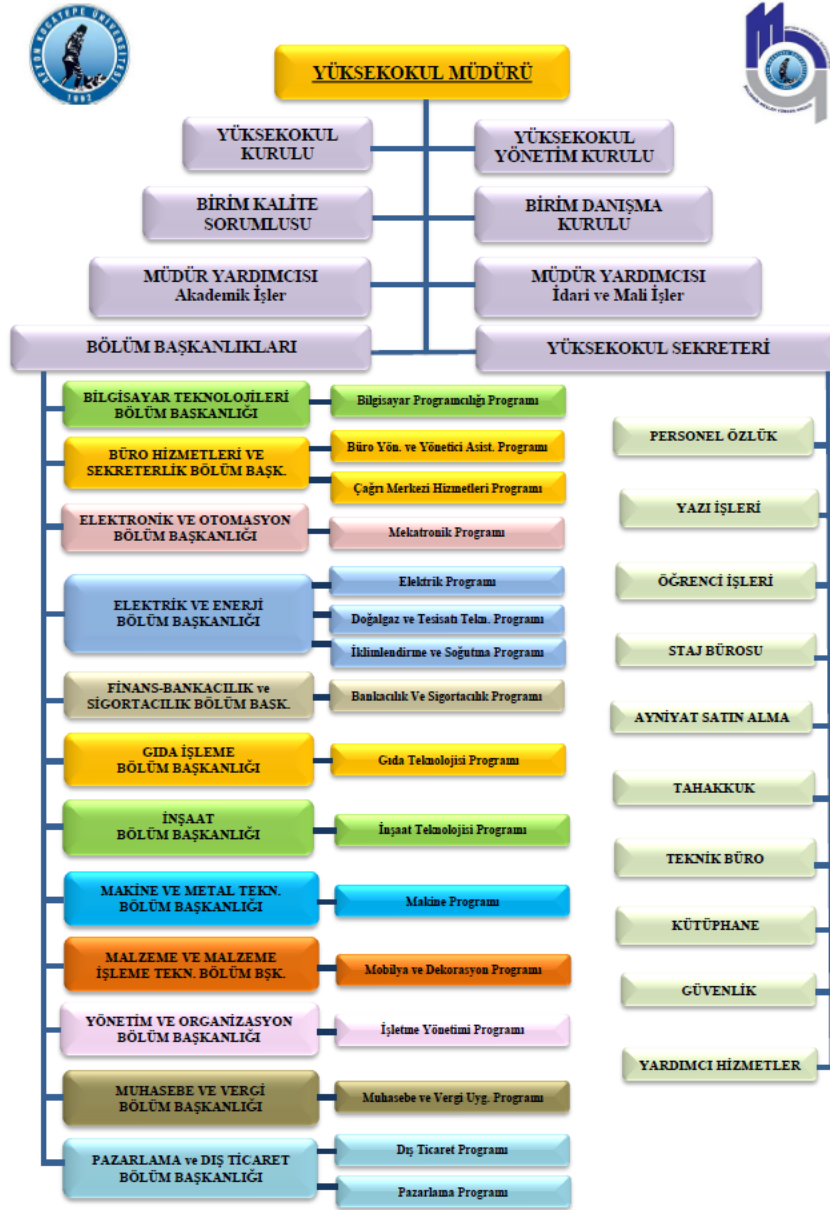 AFYON KOCATEPE ÜNİVERSİTESİ
1992
YÜKSEKOKUL MÜDÜRÜ
YÜKSEKOKUL
KURULU
YÜKSEKOKUL
YÖNETİM KURULU
BİRİM KALİTE
SORUMLUSU
BİRİM DANIŞMA
KURULU
MÜDÜR YARDIMCISI
Akademik İşler
MÜDÜR YARDIMCISI
İdari ve Mali İşler
BÖLÜM BAŞKANLIKLARI
YÜKSEKOKUL SEKRETERİ
BİLGİSAYAR TEKNOLOJİLERİ
BÖLÜM BAŞKANLIĞI
Bilgisayar Programcılığı Programı
BÜRO HİZMETLERİ VE
SEKRETERLİK BÖLÜM BAŞK.
Büro Yön. ve Yönetici Asist. Programı
Çağrı Merkezi Hizmetleri Programı
ELEKTRONİK VE OTOMASYON
BÖLÜM BAŞKANLIĞI
Mekatronik Programı
ELEKTRİK VE ENERJİ
BÖLÜM BAŞKANLIĞI
Elektrik Programı
Doğalgaz ve Tesisatı Tekn. Programı
İklimlendirme ve Soğutma Programı
FİNANS-BANKACILIK ve
SİGORTACILIK BÖLÜM BAŞK.
Bankacılık Ve Sigortacılık Programı
GIDA İŞLEME
BÖLÜM BAŞKANLIĞI
Gıda Teknolojisi Programı
İNŞAAT
BÖLÜM BAŞKANLIĞI
İnşaat Teknolojisi Programı
MAKİNE VE METAL TEKN.
BÖLÜM BAŞKANLIĞI
Makine Programı
MALZEME VE MALZEME
İŞLEME TEKN. BÖLÜM BŞK.
Mobilya ve Dekorasyon Programı
YÖNETİM VE ORGANİZASYON
BÖLÜM BAŞKANLIĞI
İşletme Yönetimi Programı
MUHASEBE VE VERGİ
BÖLÜM BAŞKANLIĞI
Muhasebe ve Vergi Uyg. Programı
PAZARLAMA ve DIŞ TİCARET
BÖLÜM BAŞKANLIĞI
Dış Ticaret Programı
Pazarlama Programı
PERSONEL ÖZLÜK
YAZI İŞLERİ
ÖĞRENCİ İŞLERİ
STAJ BÜROSU
AYNİYAT SATIN ALMA
TAHAKKUK
TEKNİK BÜRO
KÜTÜPHANE
GÜVENLİK
YARDIMCI HİZMETLER